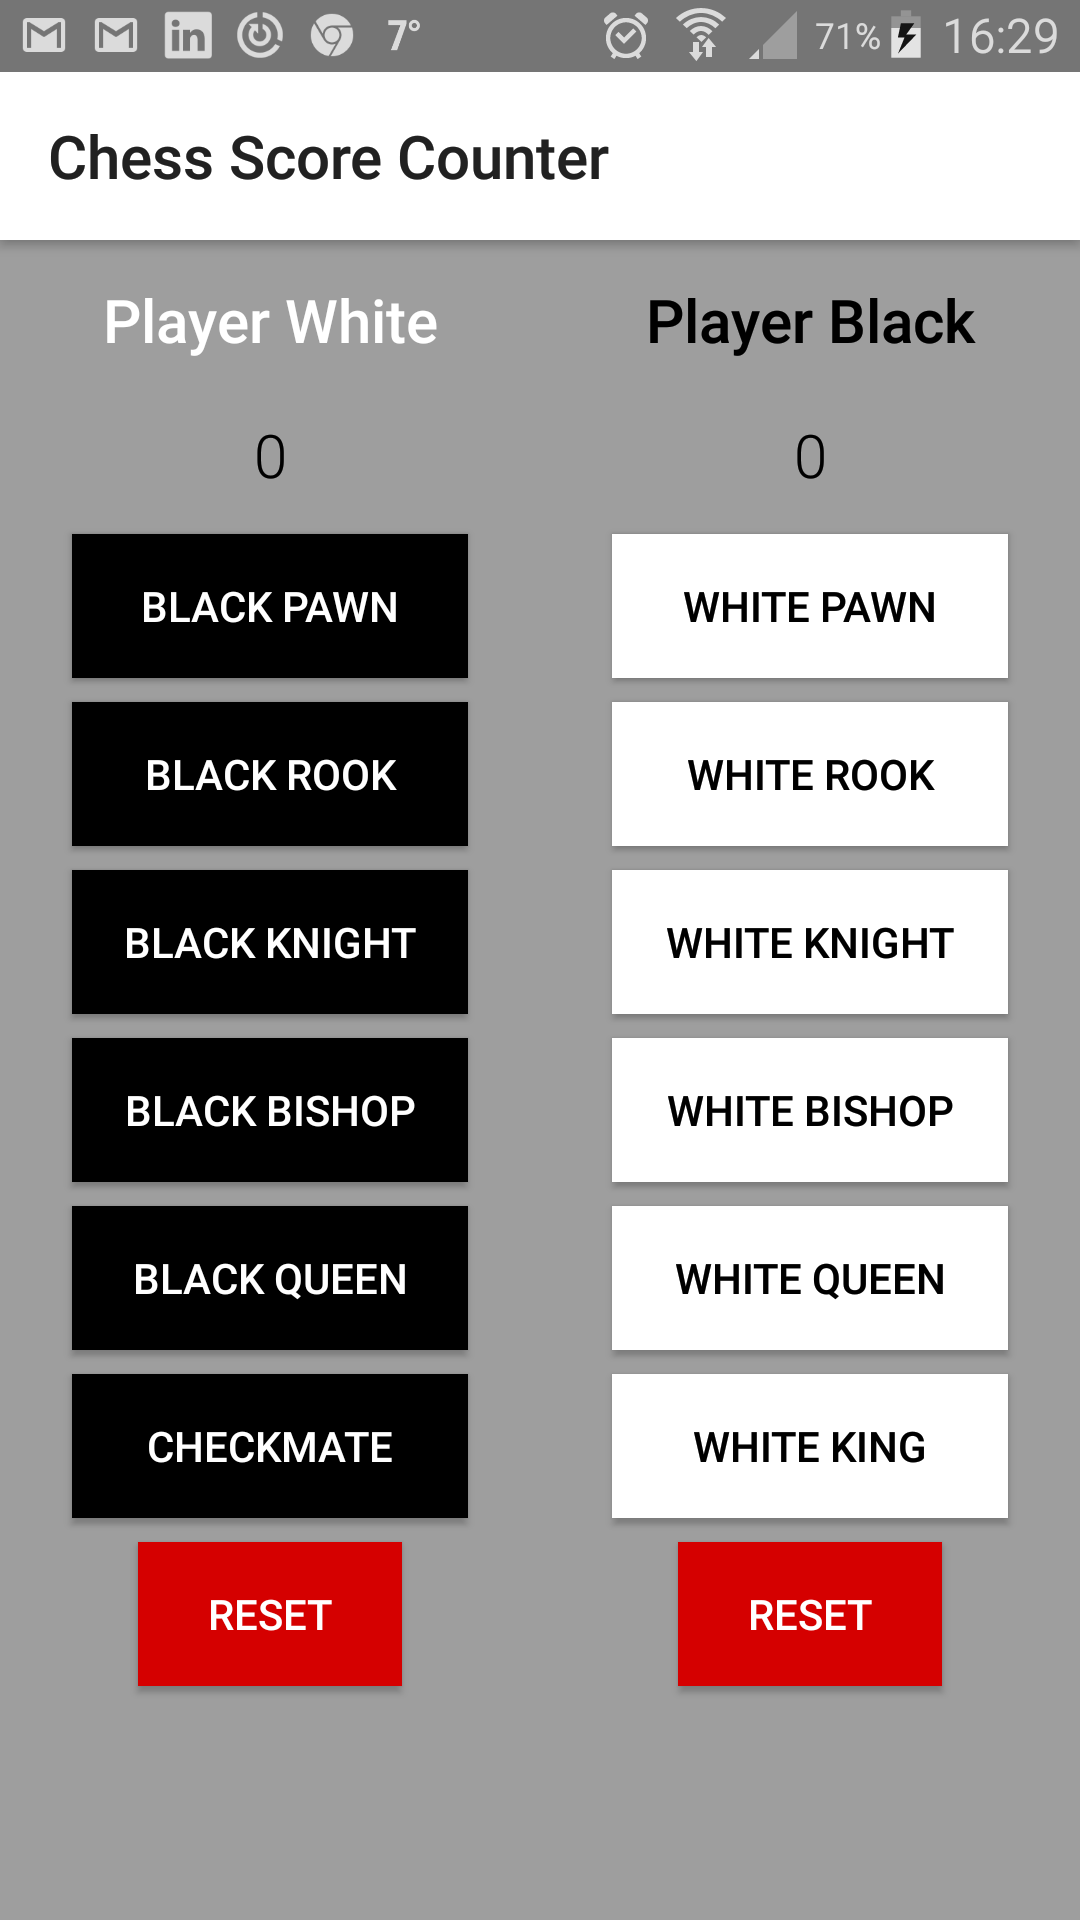 7° 71% 16:29
Chess Score Counter
Player White Player Black
0 0
BLACK PAWN WHITE PAWN
BLACK ROOK WHITE ROOK
BLACK KNIGHT WHITE KNIGHT
BLACK BISHOP WHITE BISHOP
BLACK QUEEN WHITE QUEEN
CHECKMATE WHITE KING
RESET RESET